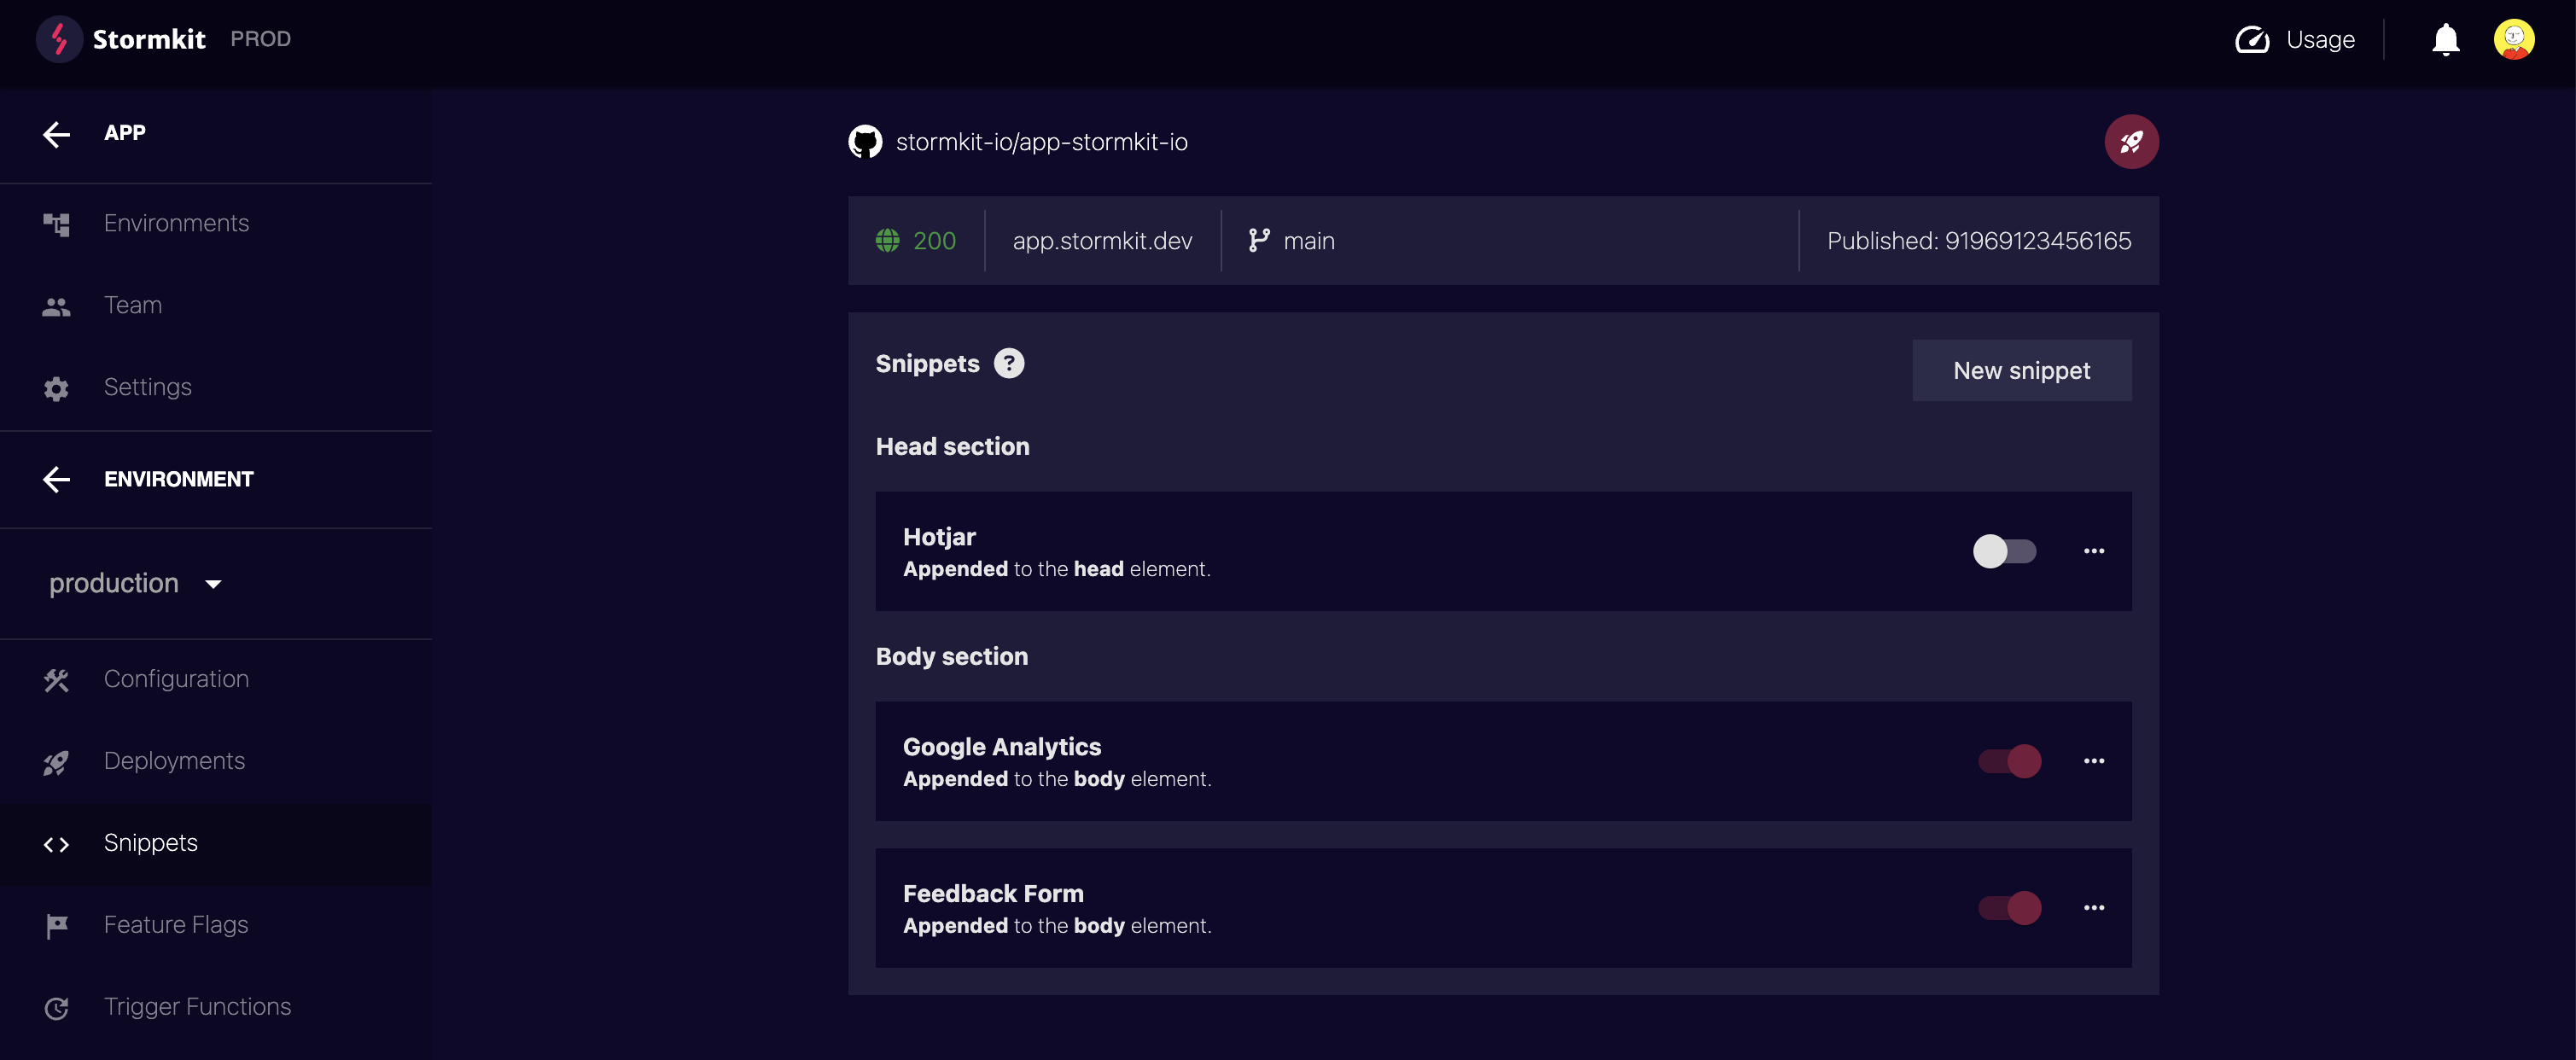 Stormkit PROD
Usage
APP
Environments
Team
Settings
ENVIRONMENT
production
Configuration
Deployments
Snippets
Feature Flags
Trigger Functions
stormkit-io/app-stormkit-io
200 app.stormkit.dev main Published: 91969123456165
Snippets ?
New snippet
Head section
Hotjar
Appended to the head element.
Body section
Google Analytics
Appended to the body element.
Feedback Form
Appended to the body element.